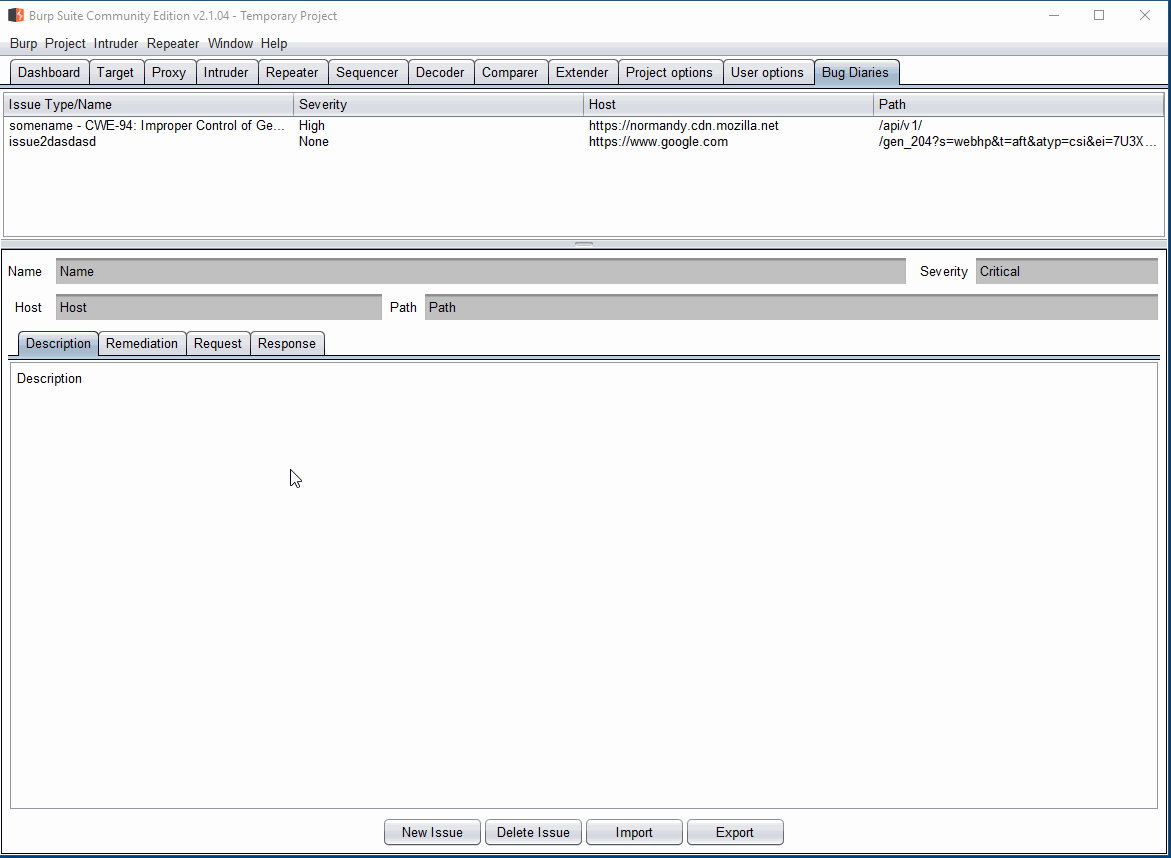 Burp Suite Community Edition v2.1.04 - Temporary Project
Burp Project Intruder Repeater Window Help
Dashboard Target Proxy Intruder Repeater Sequencer Decoder Comparer Extender Project options User options Bug Diaries
Issue Type/Name Severity Host Path
somename - CWE-94: Improper Control of Ge... High https://normandy.cdn.mozilla.net /api/v1/
issue2dasdasd None https://www.google.com /gen_204?s=webhp&t=aft&atyp=csi&ei=7U3X...
Name Name Severity Critical
Host Host Path Path
Description Remediation Request Response
Description
New Issue Delete Issue Import Export